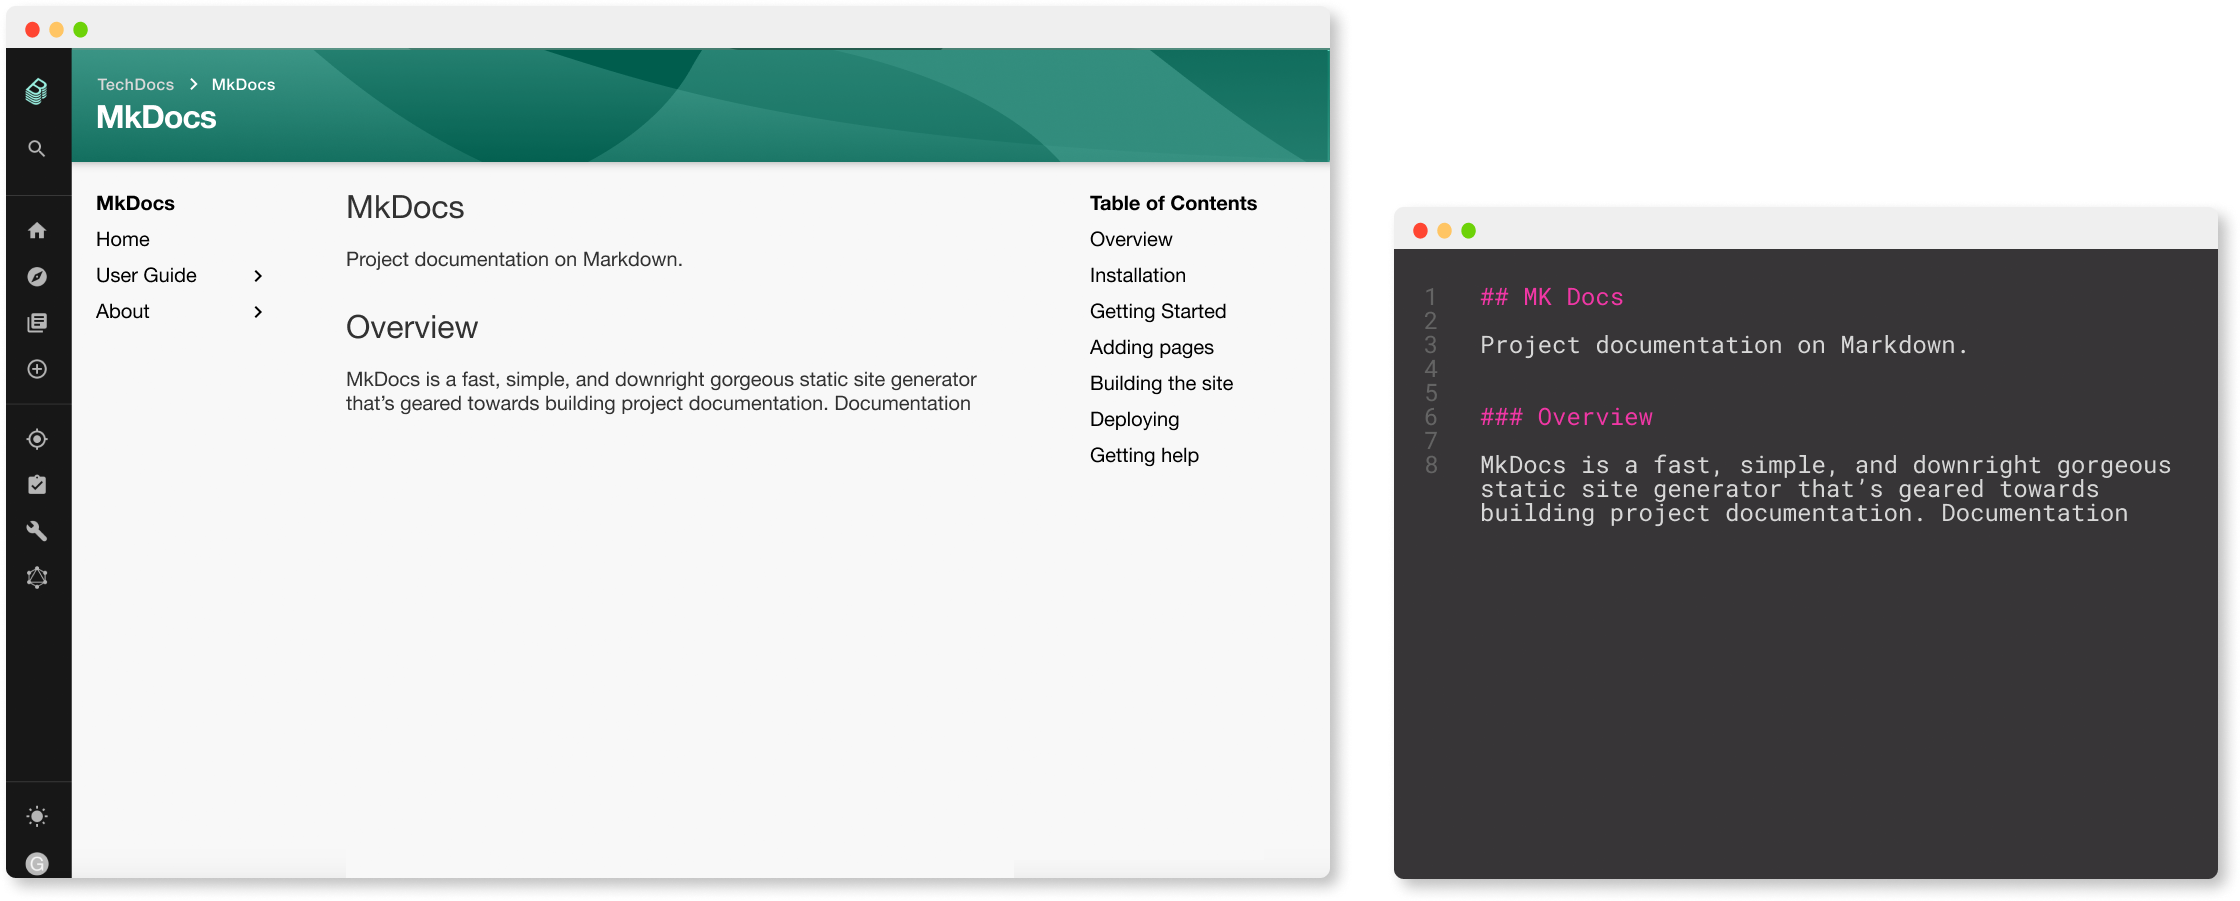 TechDocs > MkDocs
MkDocs
MkDocs
Home
User Guide
About
MkDocs
Project documentation on Markdown.
Overview
MkDocs is a fast, simple, and downright gorgeous static site generator
that’s geared towards building project documentation. Documentation
Table of Contents
Overview
Installation
Getting Started
Adding pages
Building the site
Deploying
Getting help
G
1 ## MK Docs
2
3 Project documentation on Markdown.
4
5
6 ### Overview
7
8 MkDocs is a fast, simple, and downright gorgeous
static site generator that’s geared towards
building project documentation. Documentation